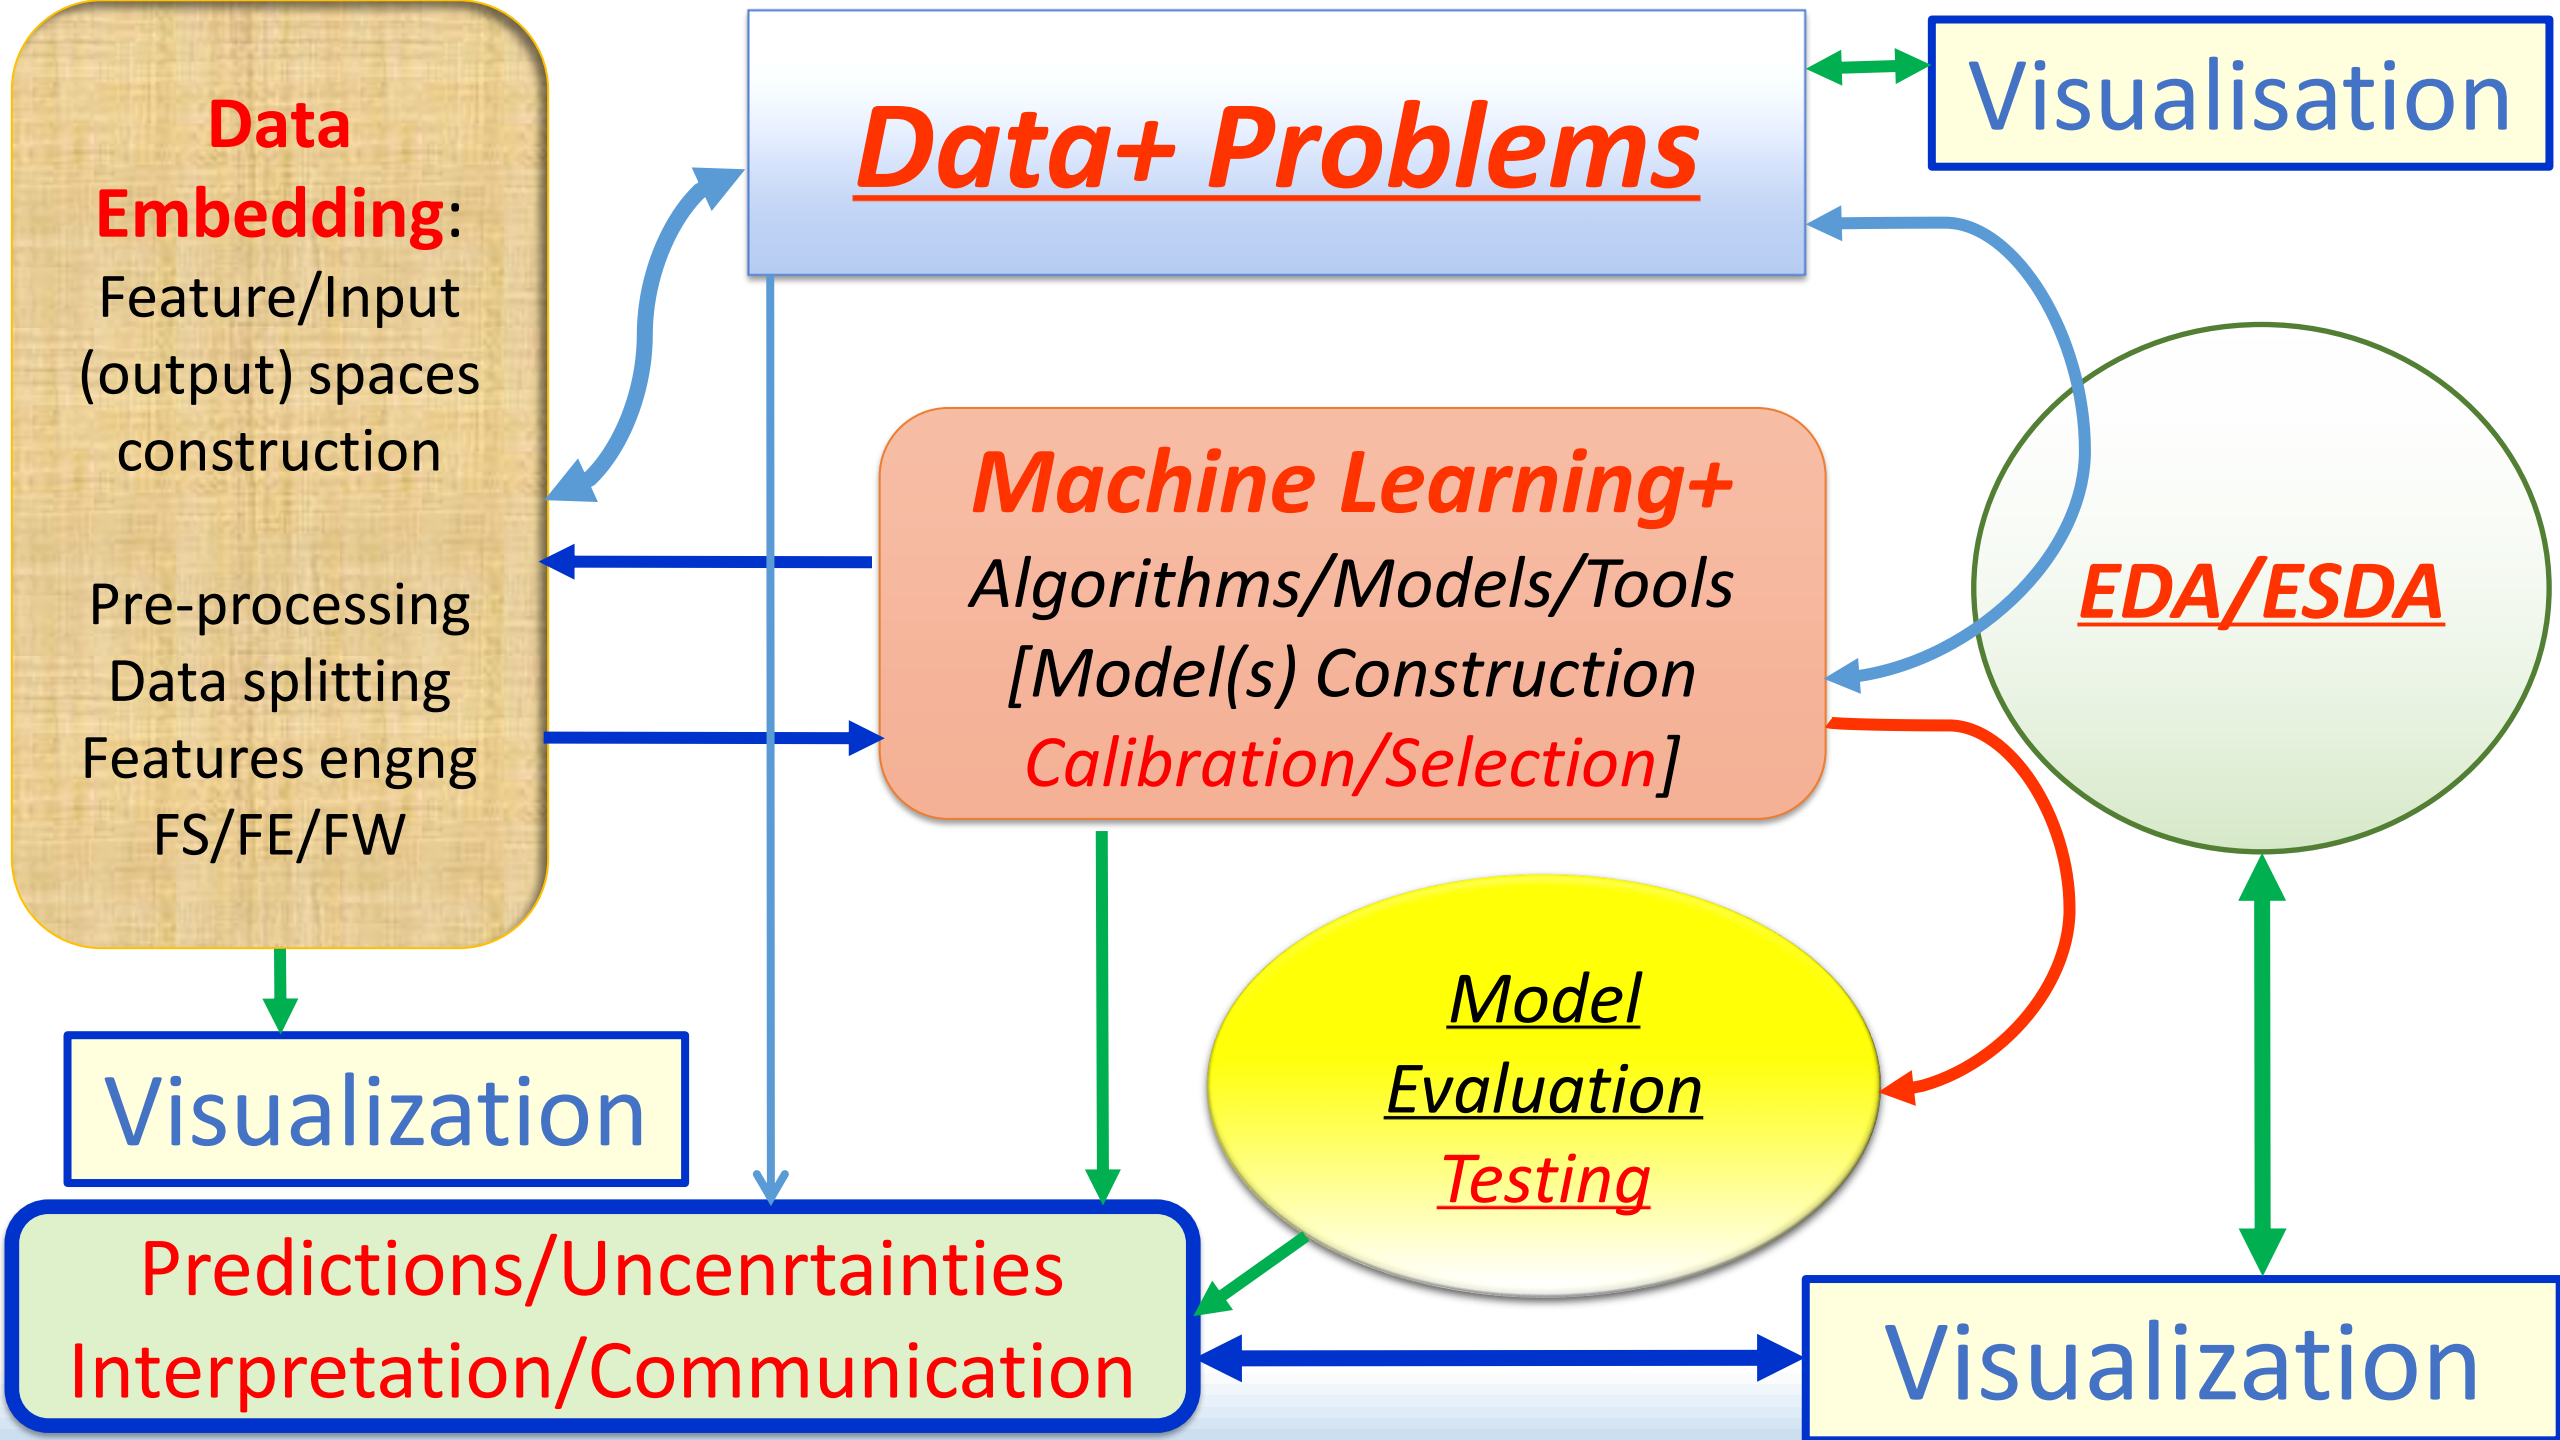 Data
Embedding:
Feature/Input
(output) spaces
construction
Pre-processing
Data splitting
Features engng
FS/FE/FW
Data+ Problems
Visualisation
Machine Learning+
Algorithms/Models/Tools
[Model(s) Construction
Calibration/Selection]
EDA/ESDA
Model
Evaluation
Testing
Visualization
Predictions/Uncenrtainties
Interpretation/Communication
Visualization